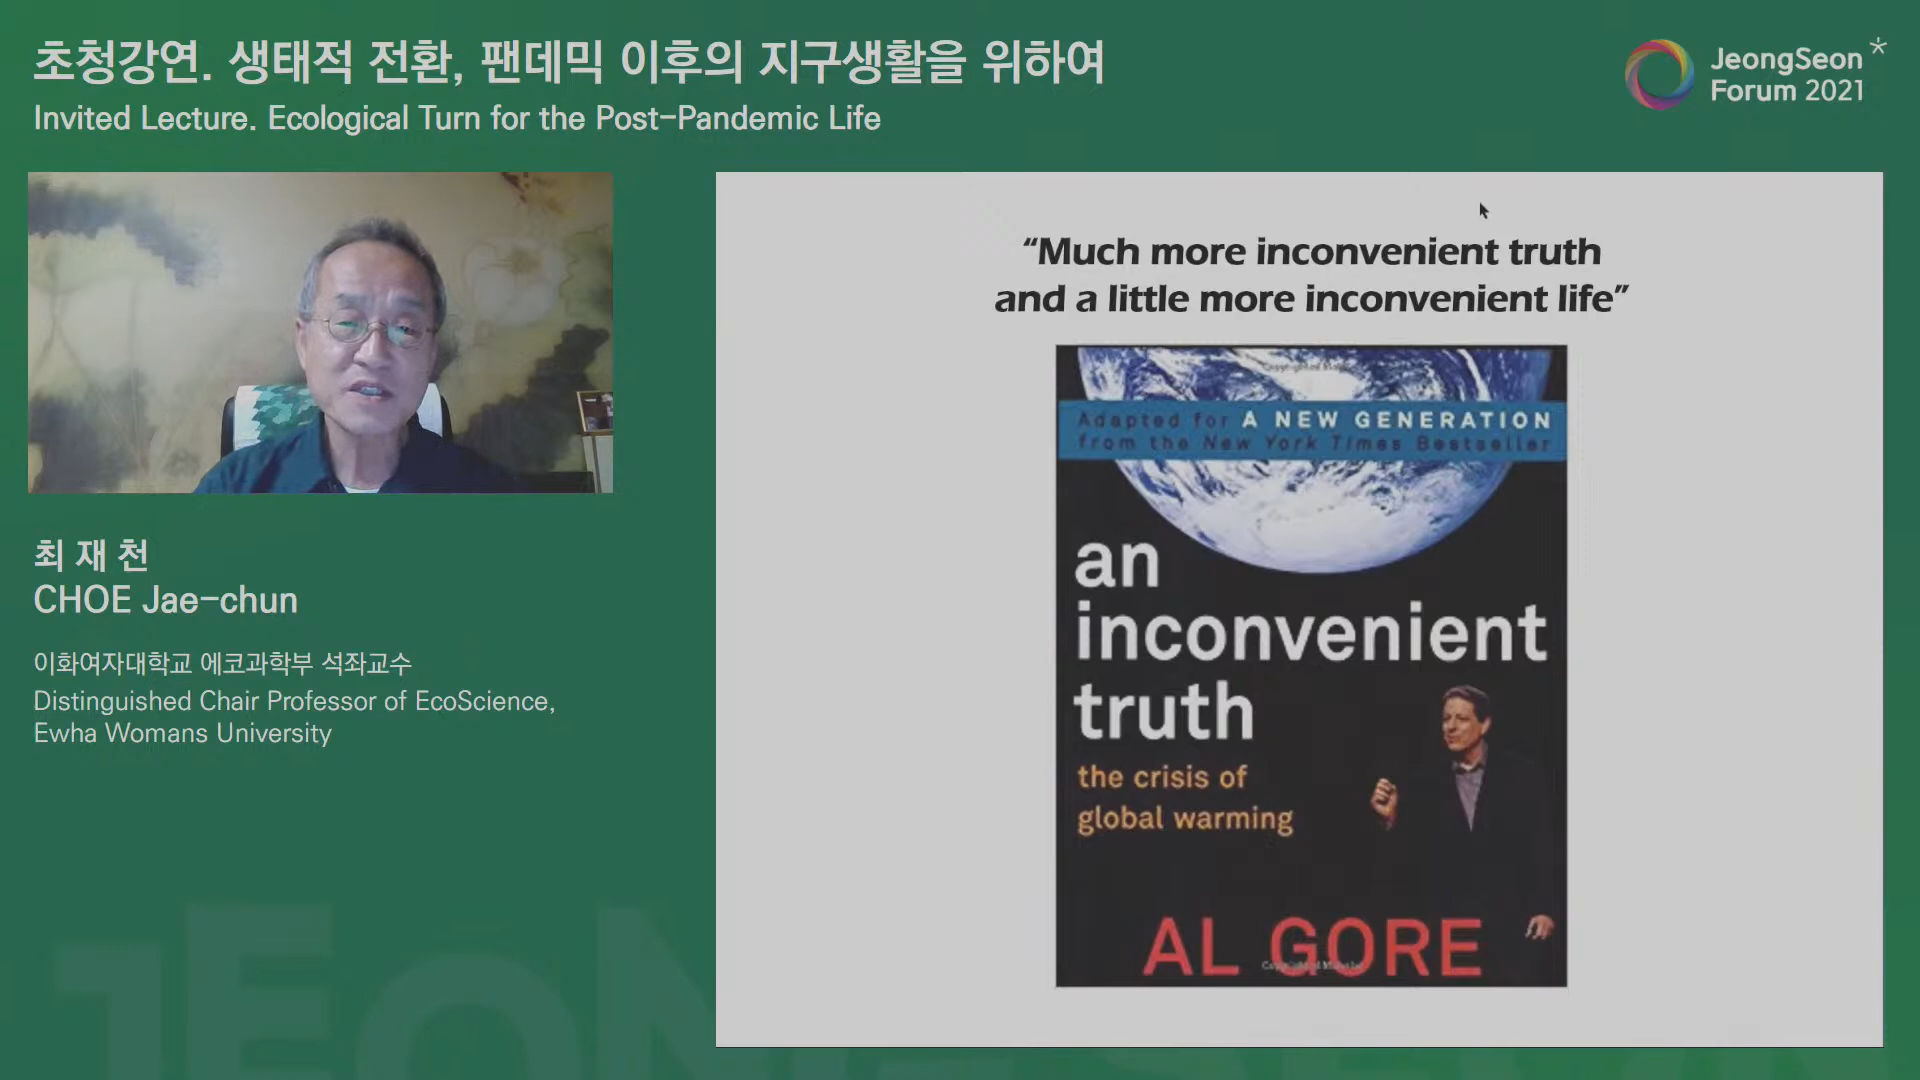 초청강연. 생태적 전환, 팬데믹 이후의 지구생활을 위하여
Invited Lecture. Ecological Turn for the Post-Pandemic Life
JeongSeon*
Forum 2021
최 재 천
CHOE Jae-chun
이화여자대학교 에코과학부 석좌교수
Distinguished Chair Professor of EcoScience,
Ewha Womans University
“Much more inconvenient truth
and a little more inconvenient life”
Adapted for A NEW GENERATION
from the New York Times Bestseller
an
inconvenient
truth
the crisis of
global warming
AL GORE